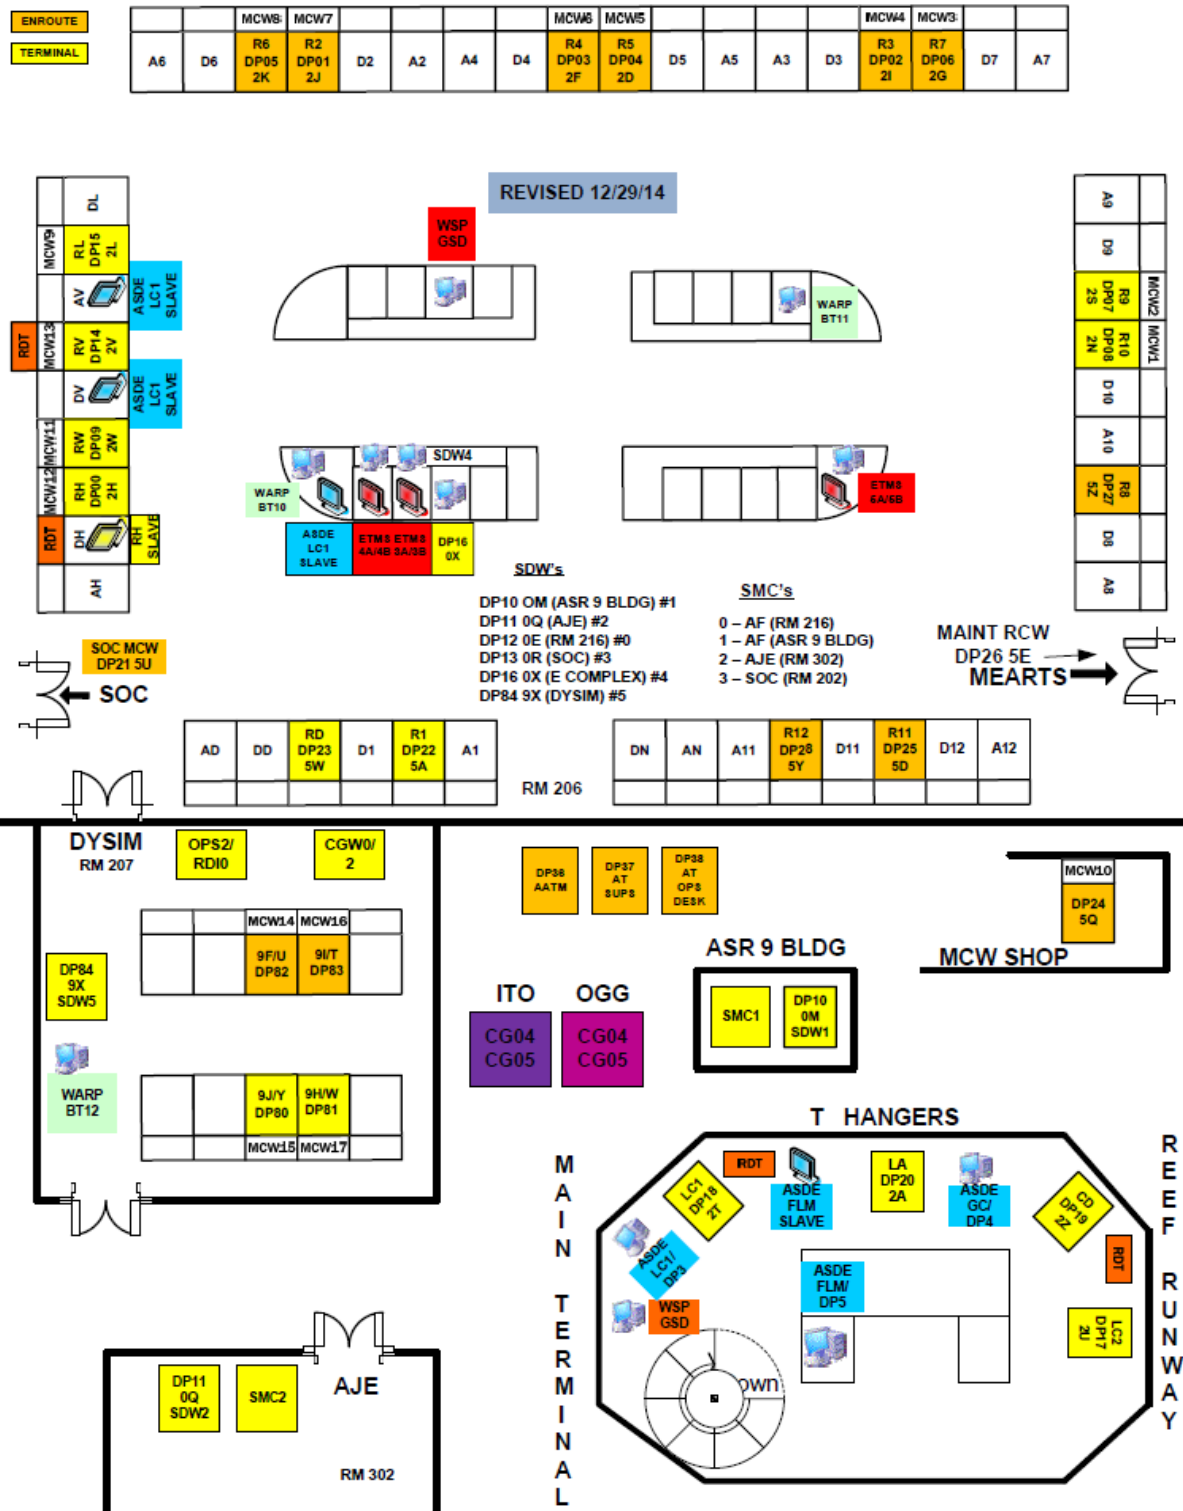 ENROUTE
TERMINAL
MCW8 MCW7 MCW6 MCW5 MCW4 MCW3
A6
D6
R6
DP05
2K
R2
DP01
2J
D2
A2
A4
D4
R4
DP03
2F
R5
DP04
2D
D5
A5
A3
D3
R3
DP02
2I
R7
DP06
2G
D7
A7
REVISED 12/29/14
DL
MCW9
RL
DP15
2L
AV
ASDE
LC1
SLAVE
RDT
MCW13
RV
DP14
2V
DV
ASDE
LC1
SLAVE
MCW11
RW
DP09
2W
MCW12
RH
DP00
2H
RDT
DH
RH
SLAVE
AH
WSP
GSD
WARP
BT11
SDW4
WARP
BT10
ASDE
LC1
SLAVE
ETMS
4A/4B
ETMS
3A/3B
DP16
0X
ETMS
5A/5B
A9
D9
R9
DP07
2S
MCW2
R10
DP08
2N
MCW1
D10
A10
R8
DP27
5Z
D8
A8
SDW's
DP10 OM (ASR 9 BLDG) #1
DP11 0Q (AJE) #2
DP12 0E (RM 216) #0
DP13 0R (SOC) #3
DP16 0X (E COMPLEX) #4
DP84 9X (DYSIM) #5
SMC's
0 – AF (RM 216)
1 – AF (ASR 9 BLDG)
2 – AJE (RM 302)
3 – SOC (RM 202)
SOC MCW
DP21 5U
SOC
MAINT RCW
DP26 5E
MEARTS
AD
DD
RD
DP23
5W
D1
R1
DP22
5A
A1
RM 206
DN
AN
A11
R12
DP28
5Y
D11
R11
DP25
5D
D12
A12
DYSIM
RM 207
OPS2/
RDI0
CGW0/
2
MCW14 MCW16
9F/U
DP82
9I/T
DP83
DP84
9X
SDW5
WARP
BT12
9J/Y
DP80
9H/W
DP81
MCW15 MCW17
DP36
AATM
DP37
AT
SUPS
DP38
AT
OPS
DESK
MCW10
DP24
5Q
MCW SHOP
ASR 9 BLDG
SMC1
DP10
0M
SDW1
ITO
CG04
CG05
OGG
CG04
CG05
T HANGERS
MAIN TERMINAL
REEF RUNWAY
LC1
DP18
2T
RDT
ASDE
FLM
SLAVE
LA
DP20
2A
ASDE
GC/
DP4
CD
DP19
2Z
RDT
ASDE
LC1/
DP3
WSP
GSD
ASDE
FLM/
DP5
LC2
DP17
2U
own
DP11
0Q
SDW2
SMC2
AJE
RM 302